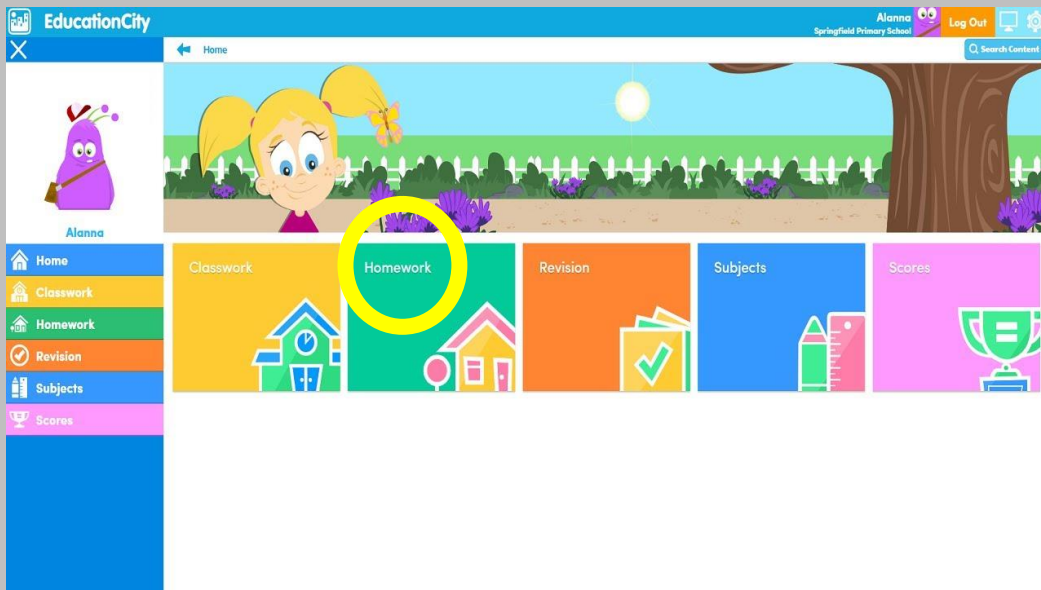 EducationCity
Alanna
Springfield Primary School
Log Out
Home
Search Content
Alanna
Home
Classwork
Homework
Revision
Subjects
Scores
Classwork
Homework
Revision
Subjects
Scores